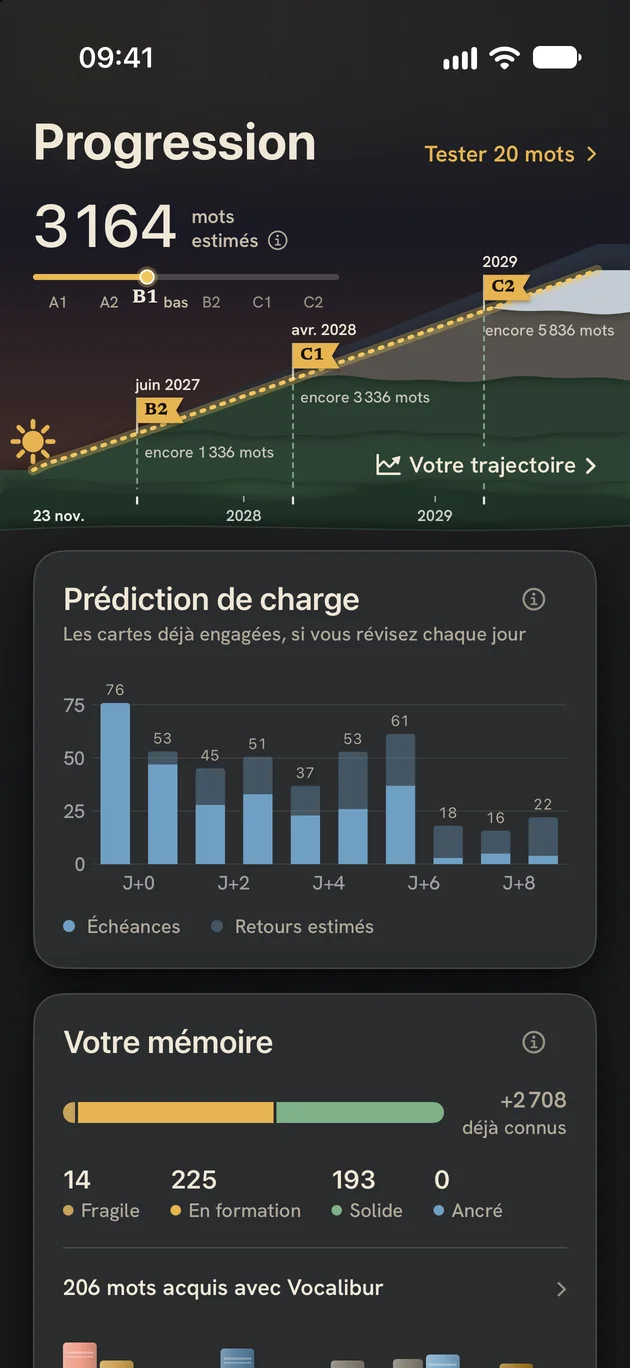 09:41
Progression
Tester 20 mots
3 164 mots estimés
A1 A2 B1 bas B2 C1 C2
2029
C2
encore 5 836 mots
avr. 2028
C1
encore 3 336 mots
juin 2027
B2
encore 1 336 mots
Votre trajectoire
23 nov. 2028 2029
Prédiction de charge
Les cartes déjà engagées, si vous révisez chaque jour
75
50
25
0
76 53 45 51 37 53 61 18 16 22
J+0 J+2 J+4 J+6 J+8
Échéances Retours estimés
Votre mémoire
+2 708
déjà connus
14 225 193 0
Fragile En formation Solide Ancré
206 mots acquis avec Vocalibur